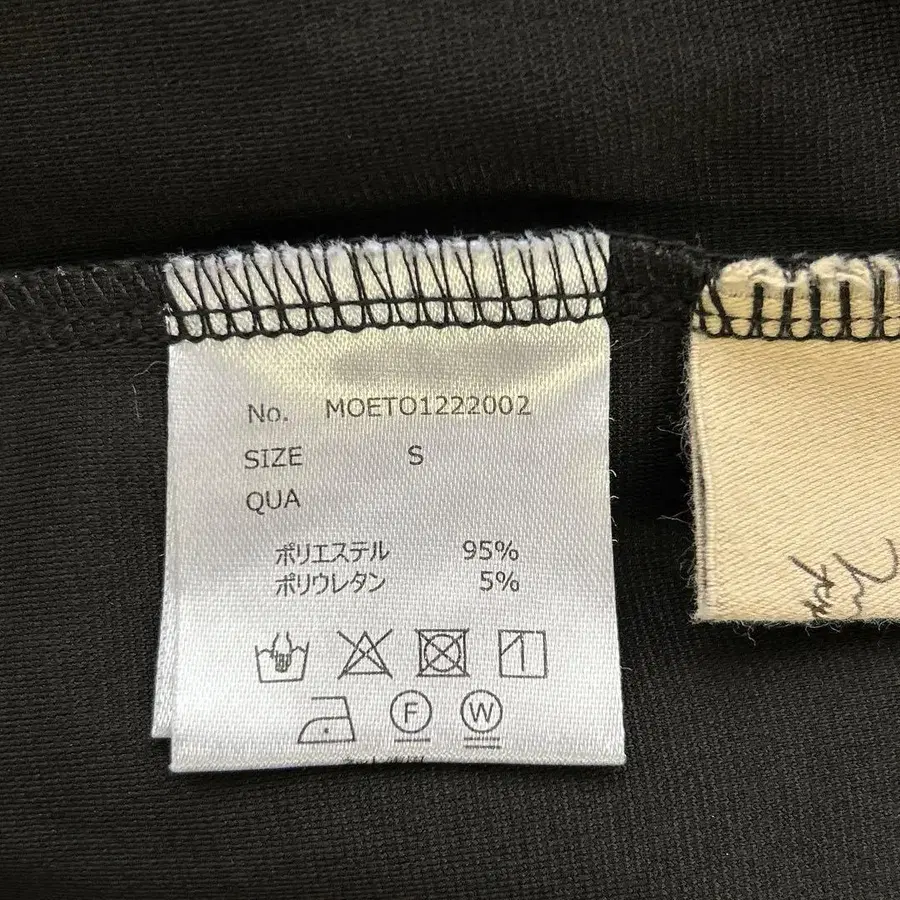 No. MOETO1222002
SIZE S
QUA
ポリエステル 95%
ポリウレタン 5%
F W